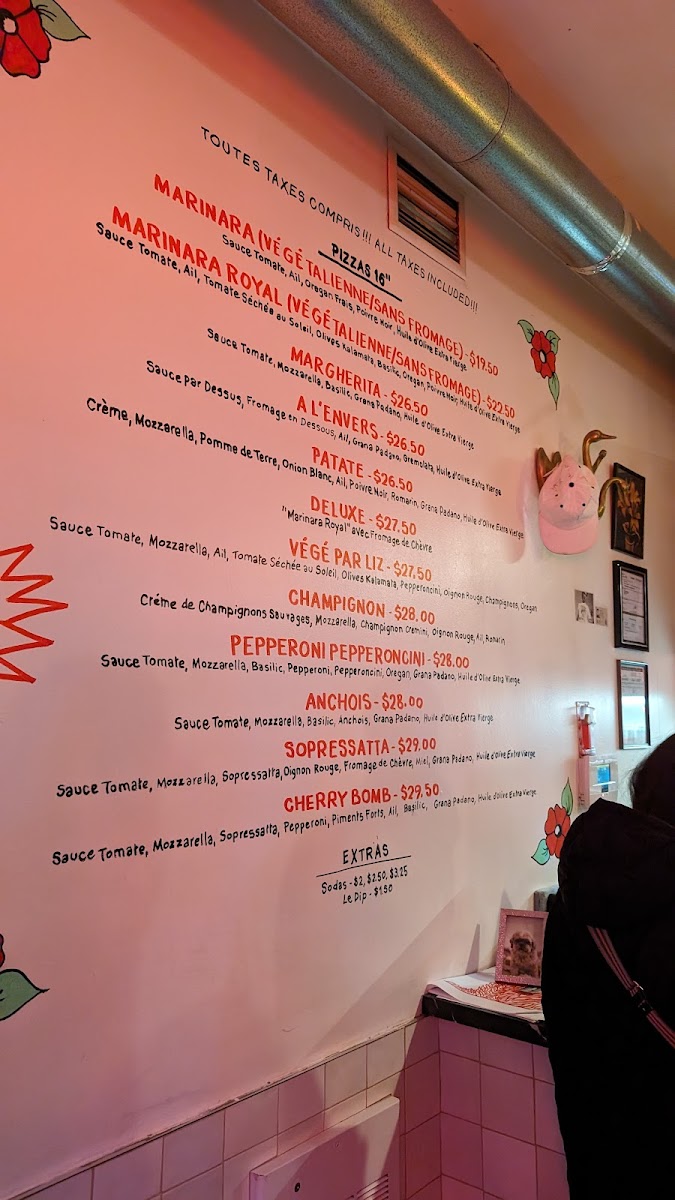 TOUTES TAXES COMPRIS!!! ALL TAXES INCLUDED!!!
PIZZAS 16"
MARINARA (VÉGÉTALIENNE/SANS FROMAGE) - $19.50
Sauce Tomate, Ail, Oregan Frais, Poivre Noir, Huile d'Olive Extra Vierge
MARINARA ROYAL (VÉGÉTALIENNE/SANS FROMAGE) - $22.50
Sauce Tomate, Ail, Tomate Séchée au Soleil, Olives Kalamata, Basilic, Oregan, Poivre Noir, Huile d'Olive Extra Vierge
MARGHERITA - $26.50
Sauce Tomate, Mozzarella, Basilic, Grana Padano, Huile d'Olive Extra Vierge
A L'ENVERS - $26.50
Sauce par Dessus, Fromage en Dessous, Ail, Grana Padano, Gremolata, Huile d'Olive Extra Vierge
PATATE - $26.50
Crème, Mozzarella, Pomme de Terre, Onion Blanc, Ail, Poivre Noir, Romarin, Grana Padano, Huile d'Olive Extra Vierge
DELUXE - $27.50
"Marinara Royal" avec Fromage de Chèvre
VÉGÉ PAR LIZ - $27.50
Sauce Tomate, Mozzarella, Ail, Tomate Séchée au Soleil, Olives Kalamata, Pepperoncini, Oignon Rouge, Champignons, Oregan
CHAMPIGNON - $28.00
Créme de Champignons Sauvages, Mozzarella, Champignon Cremini, Oignon Rouge, Ail, Romarin
PEPPERONI PEPPERONCINI - $28.00
Sauce Tomate, Mozzarella, Basilic, Pepperoni, Pepperoncini, Oregan, Grana Padano, Huile d'Olive Extra Vierge
ANCHOIS - $28.00
Sauce Tomate, Mozzarella, Basilic, Anchois, Grana Padano, Huile d'Olive Extra Vierge
SOPRESSATTA - $29.00
Sauce Tomate, Mozzarella, Sopressatta, Oignon Rouge, Fromage de Chèvre, Miel, Grana Padano, Huile d'Olive Extra Vierge
CHERRY BOMB - $29.50
Sauce Tomate, Mozzarella, Sopressatta, Pepperoni, Piments Forts, Ail, Basilic, Grana Padano, Huile d'Olive Extra Vierge
EXTRÀS
Sodas - $2, $2.50, $3.25
Le Dip - $1.50